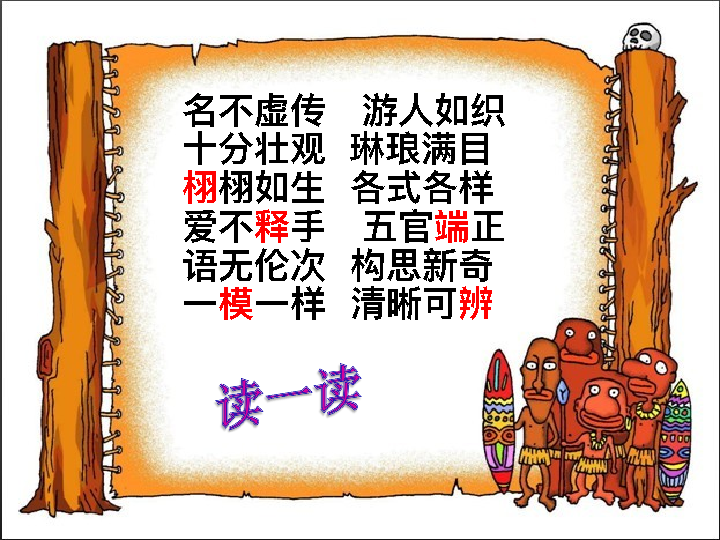 名不虚传 游人如织
十分壮观 琳琅满目
栩栩如生 各式各样
爱不释手 五官端正
语无伦次 构思新奇
一模一样 清晰可辨
读一读